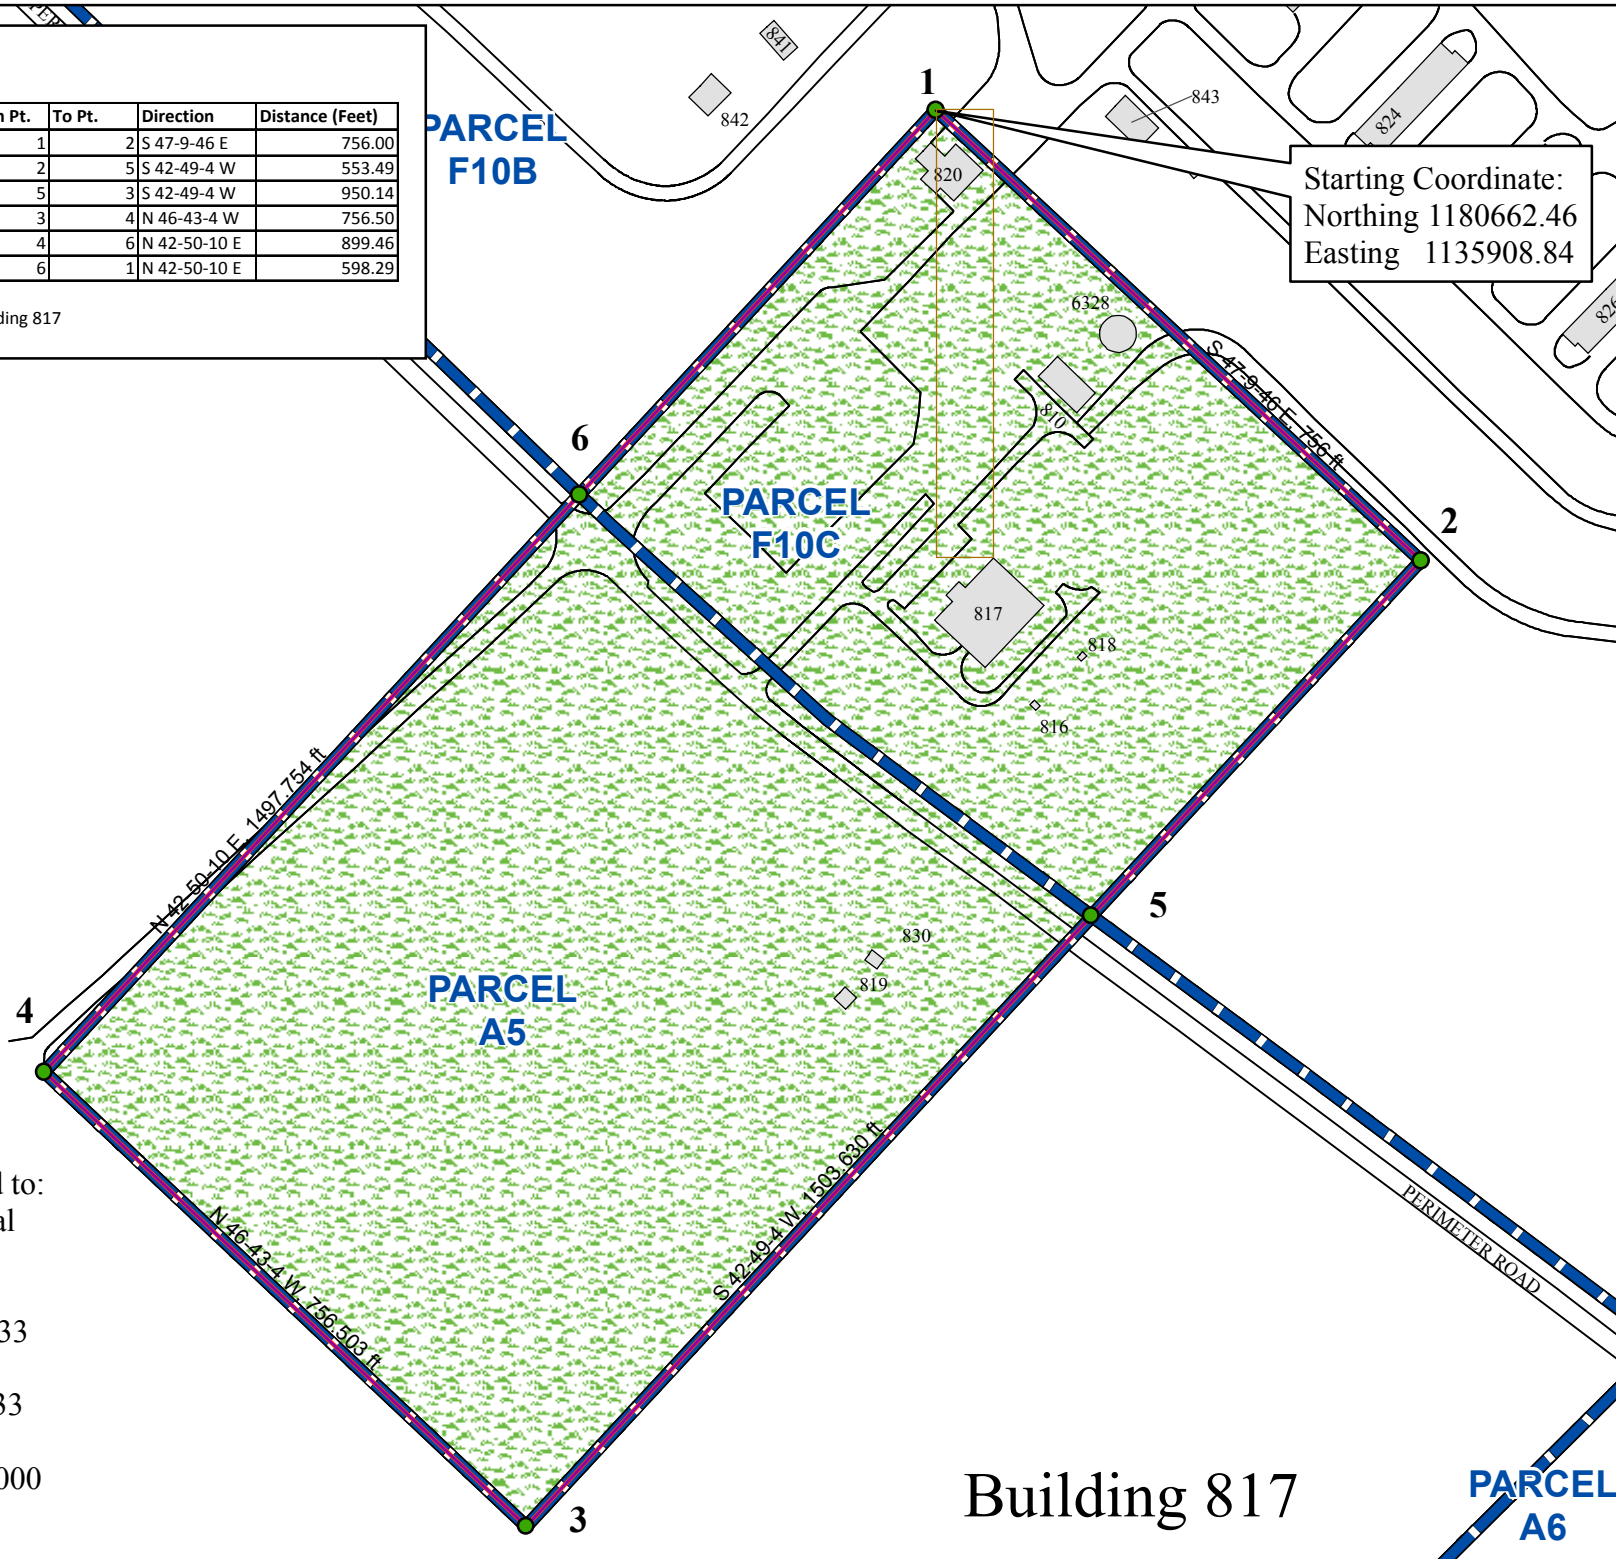 PER
841
842
843
824
826
1
n Pt. To Pt. Direction Distance (Feet)
1 2 S 47-9-46 E 756.00
2 5 S 42-49-4 W 553.49
5 3 S 42-49-4 W 950.14
3 4 N 46-43-4 W 756.50
4 6 N 42-50-10 E 899.46
6 1 N 42-50-10 E 598.29
ding 817
PARCEL
F10B
820
Starting Coordinate:
Northing 1180662.46
Easting 1135908.84
6328
810
S 47-9-46 E, 756 ft
6
2
PARCEL
F10C
817
818
816
N 42-50-10 E, 1497.754 ft
5
830
819
PARCEL
A5
4
d to:
al
33
33
000
N 46-43-4 W, 756.503 ft
S 42-49-4 W, 1503.630 ft
PERIMETER ROAD
3
Building 817
PARCEL
A6